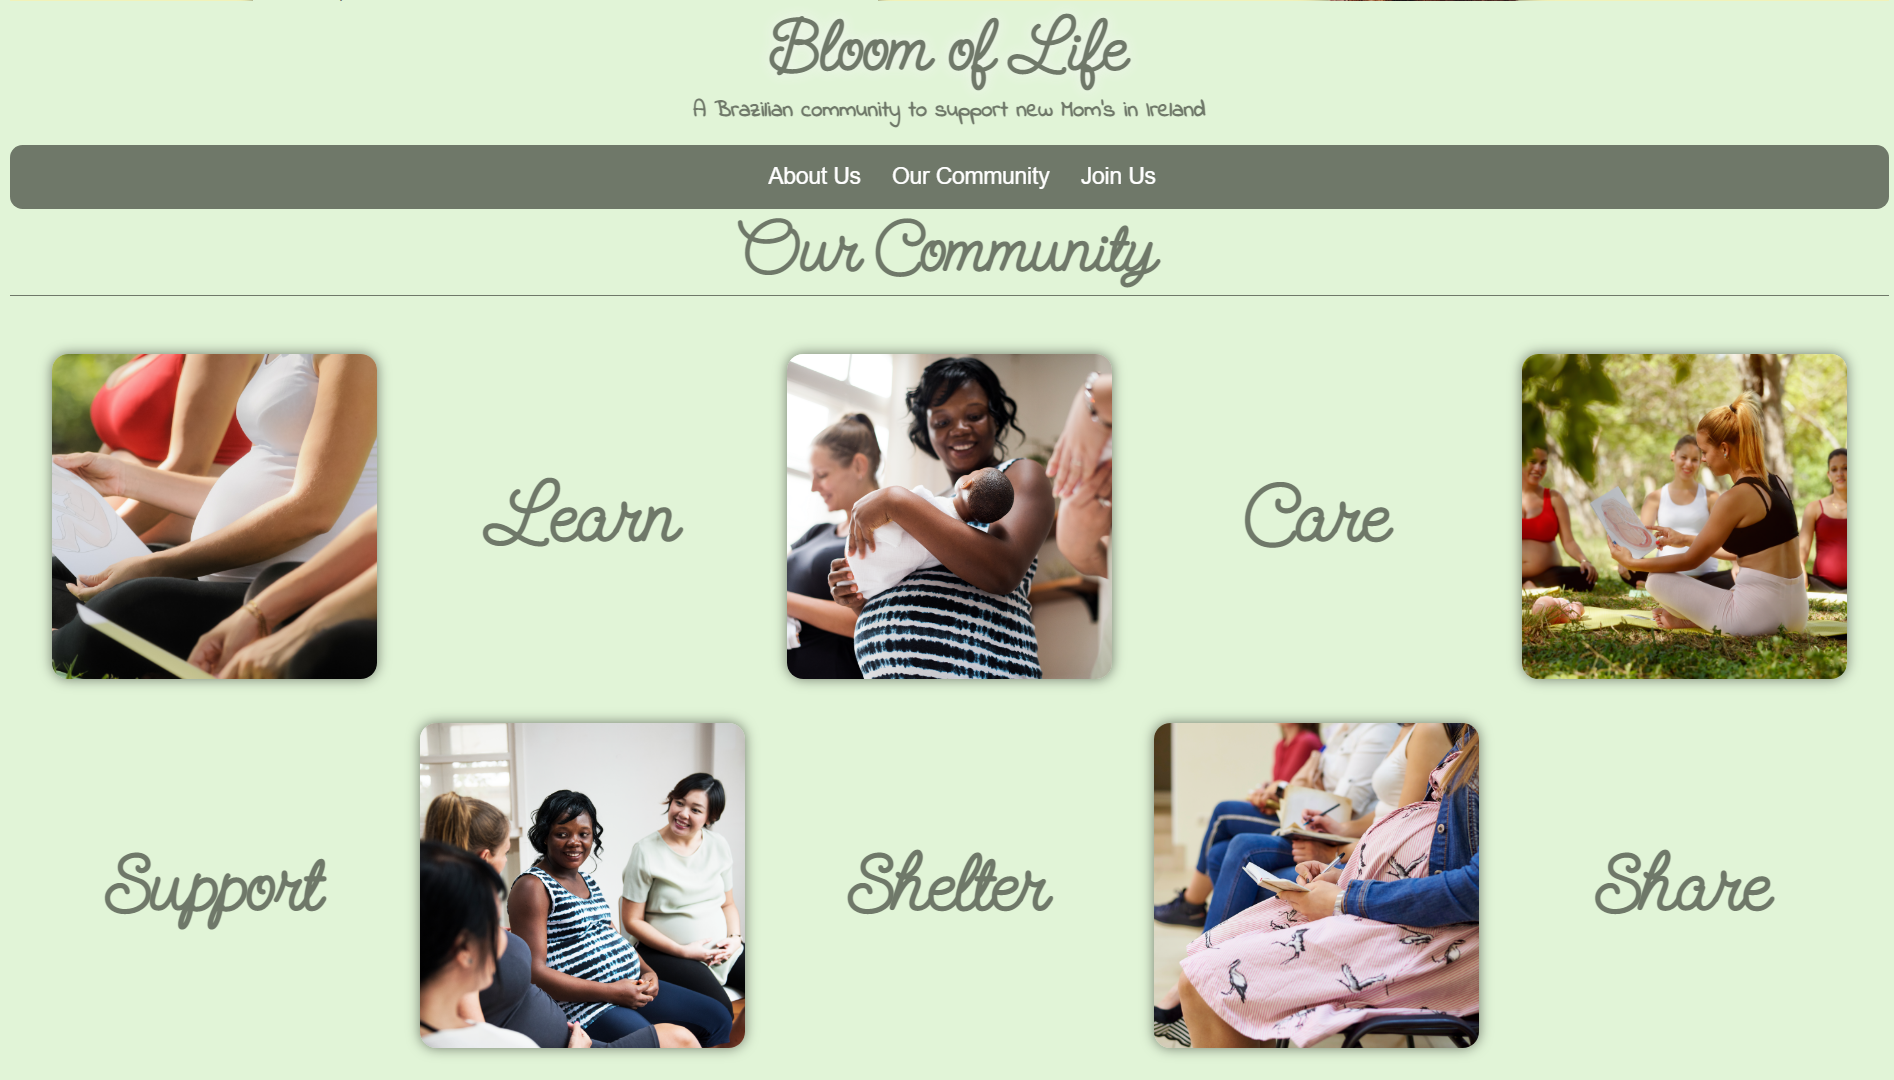 Bloom of Life
A Brazilian community to support new Mom's in Ireland
About Us Our Community Join Us
Our Community
Learn
Care
Support
Shelter
Share